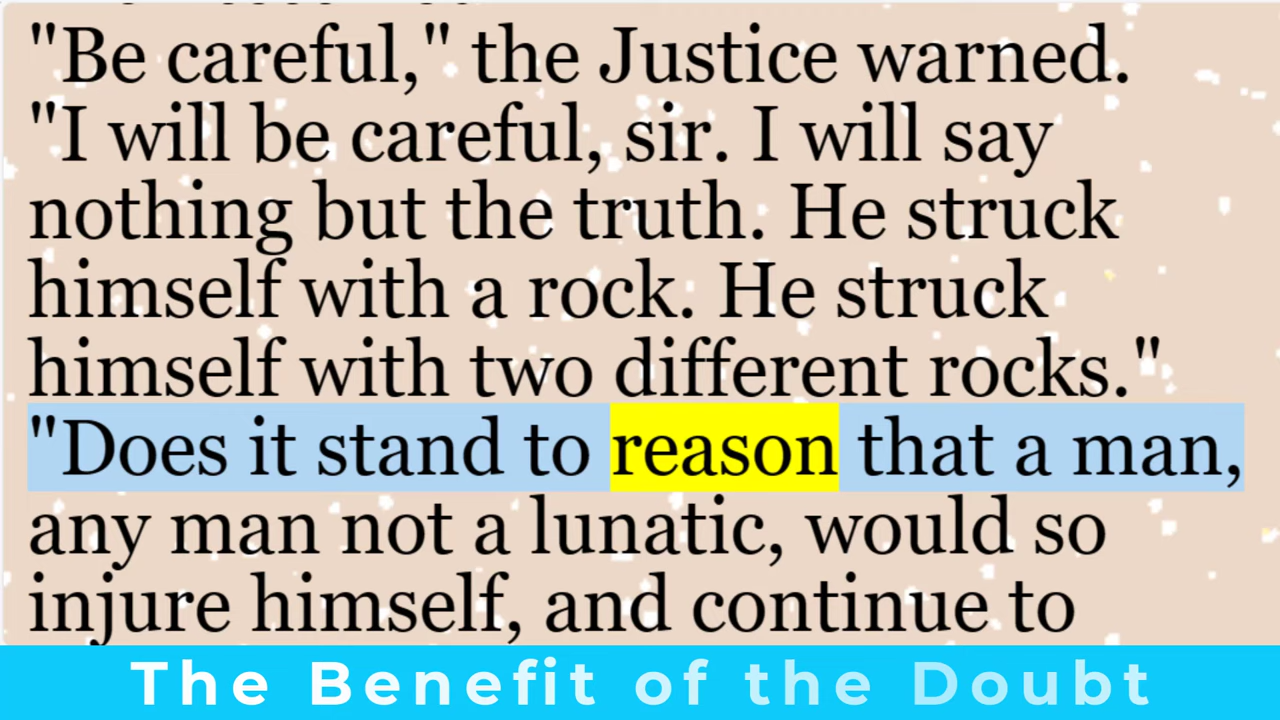 "Be careful," the Justice warned.
"I will be careful, sir. I will say
nothing but the truth. He struck
himself with a rock. He struck
himself with two different rocks."
"Does it stand to reason that a man,
any man not a lunatic, would so
injure himself, and continue to
The Benefit of the Doubt